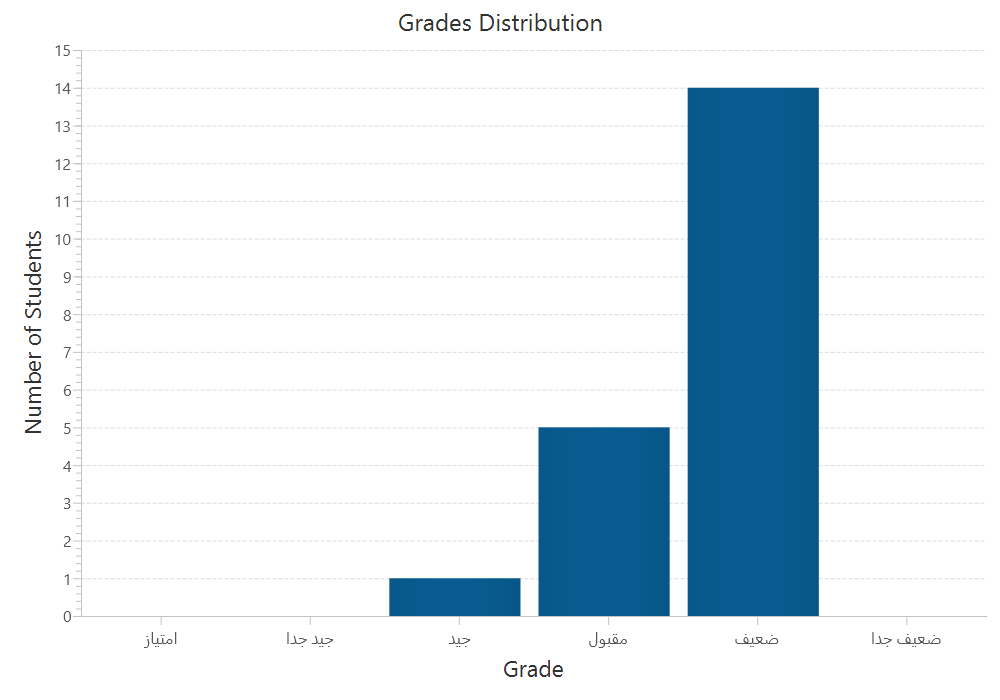 Grades Distribution
Number of Students
15
14
13
12
11
10
9
8
7
6
5
4
3
2
1
0
امتياز
جيد جدا
جيد
مقبول
ضعيف
ضعيف جدا
Grade